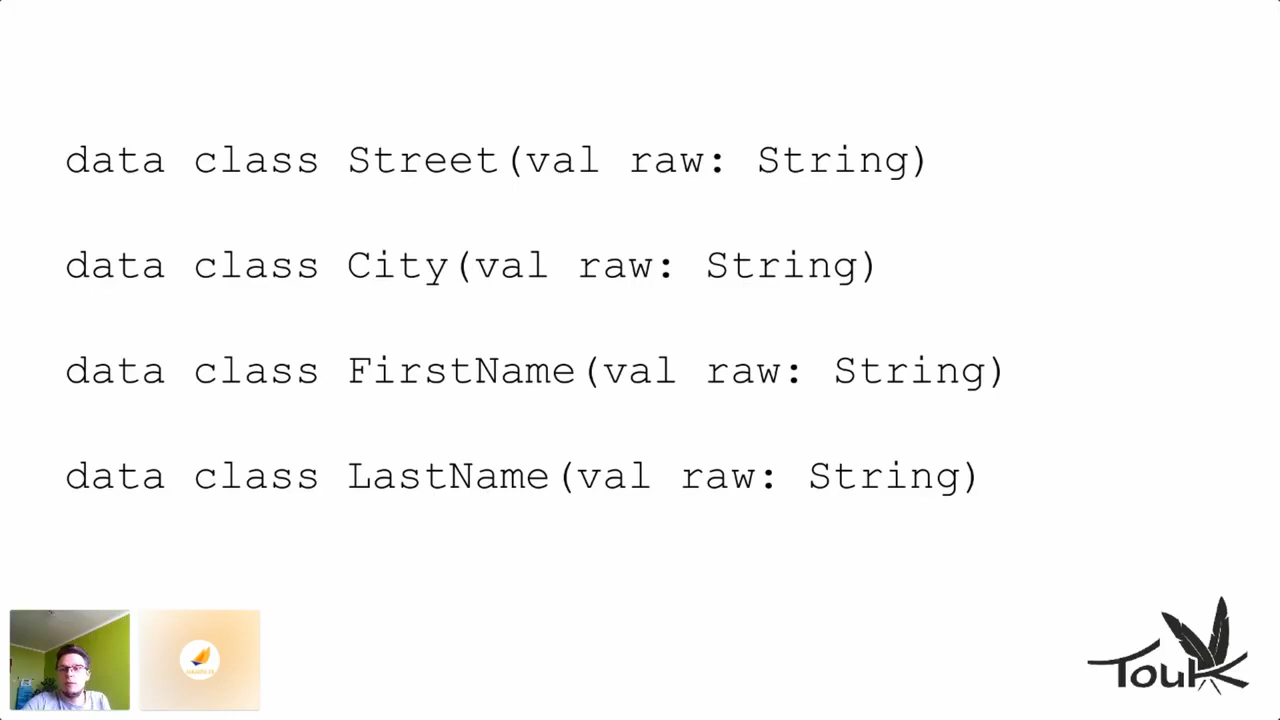 data class Street(val raw: String)
data class City(val raw: String)
data class FirstName(val raw: String)
data class LastName(val raw: String)
TouK